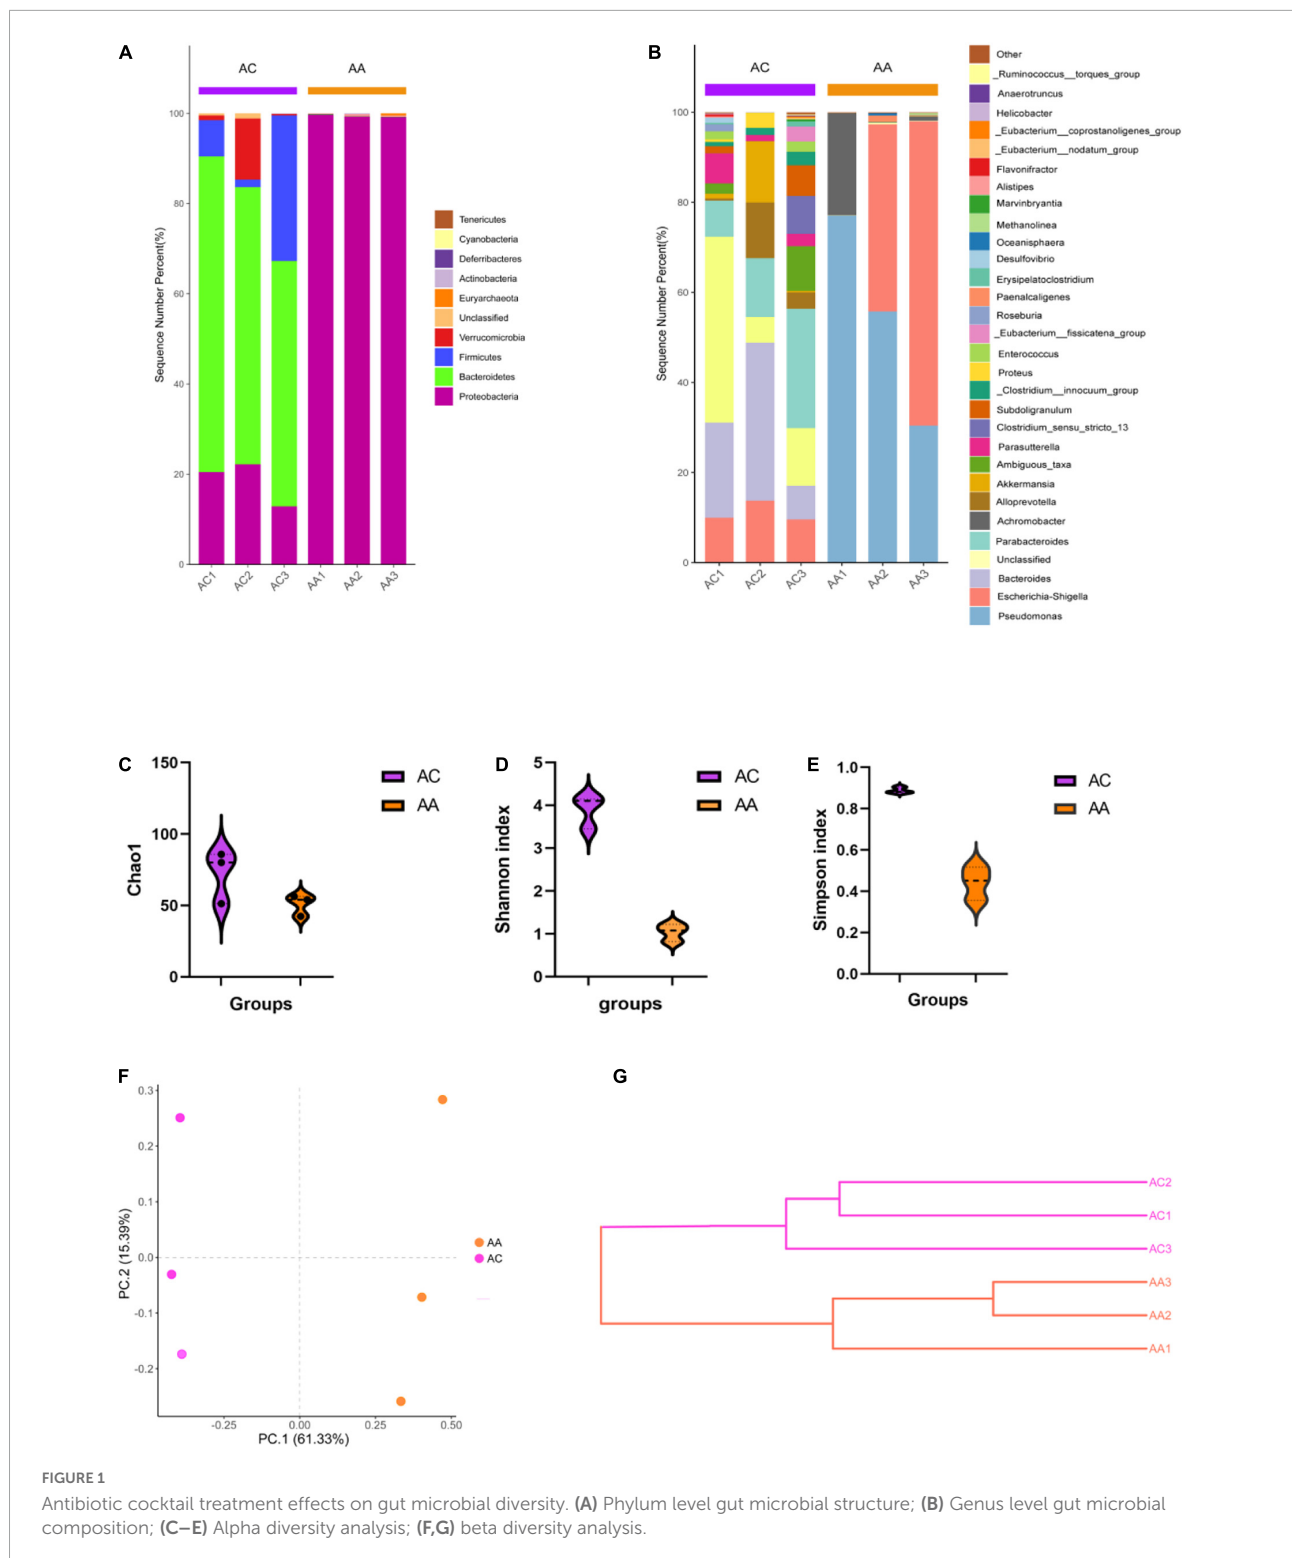 A
AC
AA
Sequence Number Percent(%)
100
80
60
40
20
0
AC1
AC2
AC3
AA1
AA2
AA3
Tenericutes
Cyanobacteria
Deferribacteres
Actinobacteria
Euryarchaeota
Unclassified
Verrucomicrobia
Firmicutes
Bacteroidetes
Proteobacteria
B
AC
AA
Sequence Number Percent(%)
100
80
60
40
20
0
AC1
AC2
AC3
AA1
AA2
AA3
Other
_Ruminococcus__torques_group
Anaerotruncus
Helicobacter
_Eubacterium__coprostanoligenes_group
_Eubacterium__nodatum_group
Flavonifractor
Alistipes
Marvinbryantia
Methanolinea
Oceanisphaera
Desulfovibrio
Erysipelatoclostridium
Paenalcaligenes
Roseburia
_Eubacterium__fissicatena_group
Enterococcus
Proteus
_Clostridium__innocuum_group
Subdoligranulum
Clostridium_sensu_stricto_13
Parasutterella
Ambiguous_taxa
Akkermansia
Alloprevotella
Achromobacter
Parabacteroides
Unclassified
Bacteroides
Escherichia-Shigella
Pseudomonas
C
Chao1
150
100
50
0
Groups
AC
AA
D
Shannon index
5
4
3
2
1
0
groups
AC
AA
E
Simpson index
1.0
0.8
0.6
0.4
0.2
0.0
Groups
AC
AA
F
PC.2 (15.39%)
0.3
0.2
0.1
0.0
-0.1
-0.2
-0.25
0.00
0.25
0.50
PC.1 (61.33%)
AA
AC
G
AC2
AC1
AC3
AA3
AA2
AA1
FIGURE 1
Antibiotic cocktail treatment effects on gut microbial diversity. (A) Phylum level gut microbial structure; (B) Genus level gut microbial
composition; (C–E) Alpha diversity analysis; (F,G) beta diversity analysis.